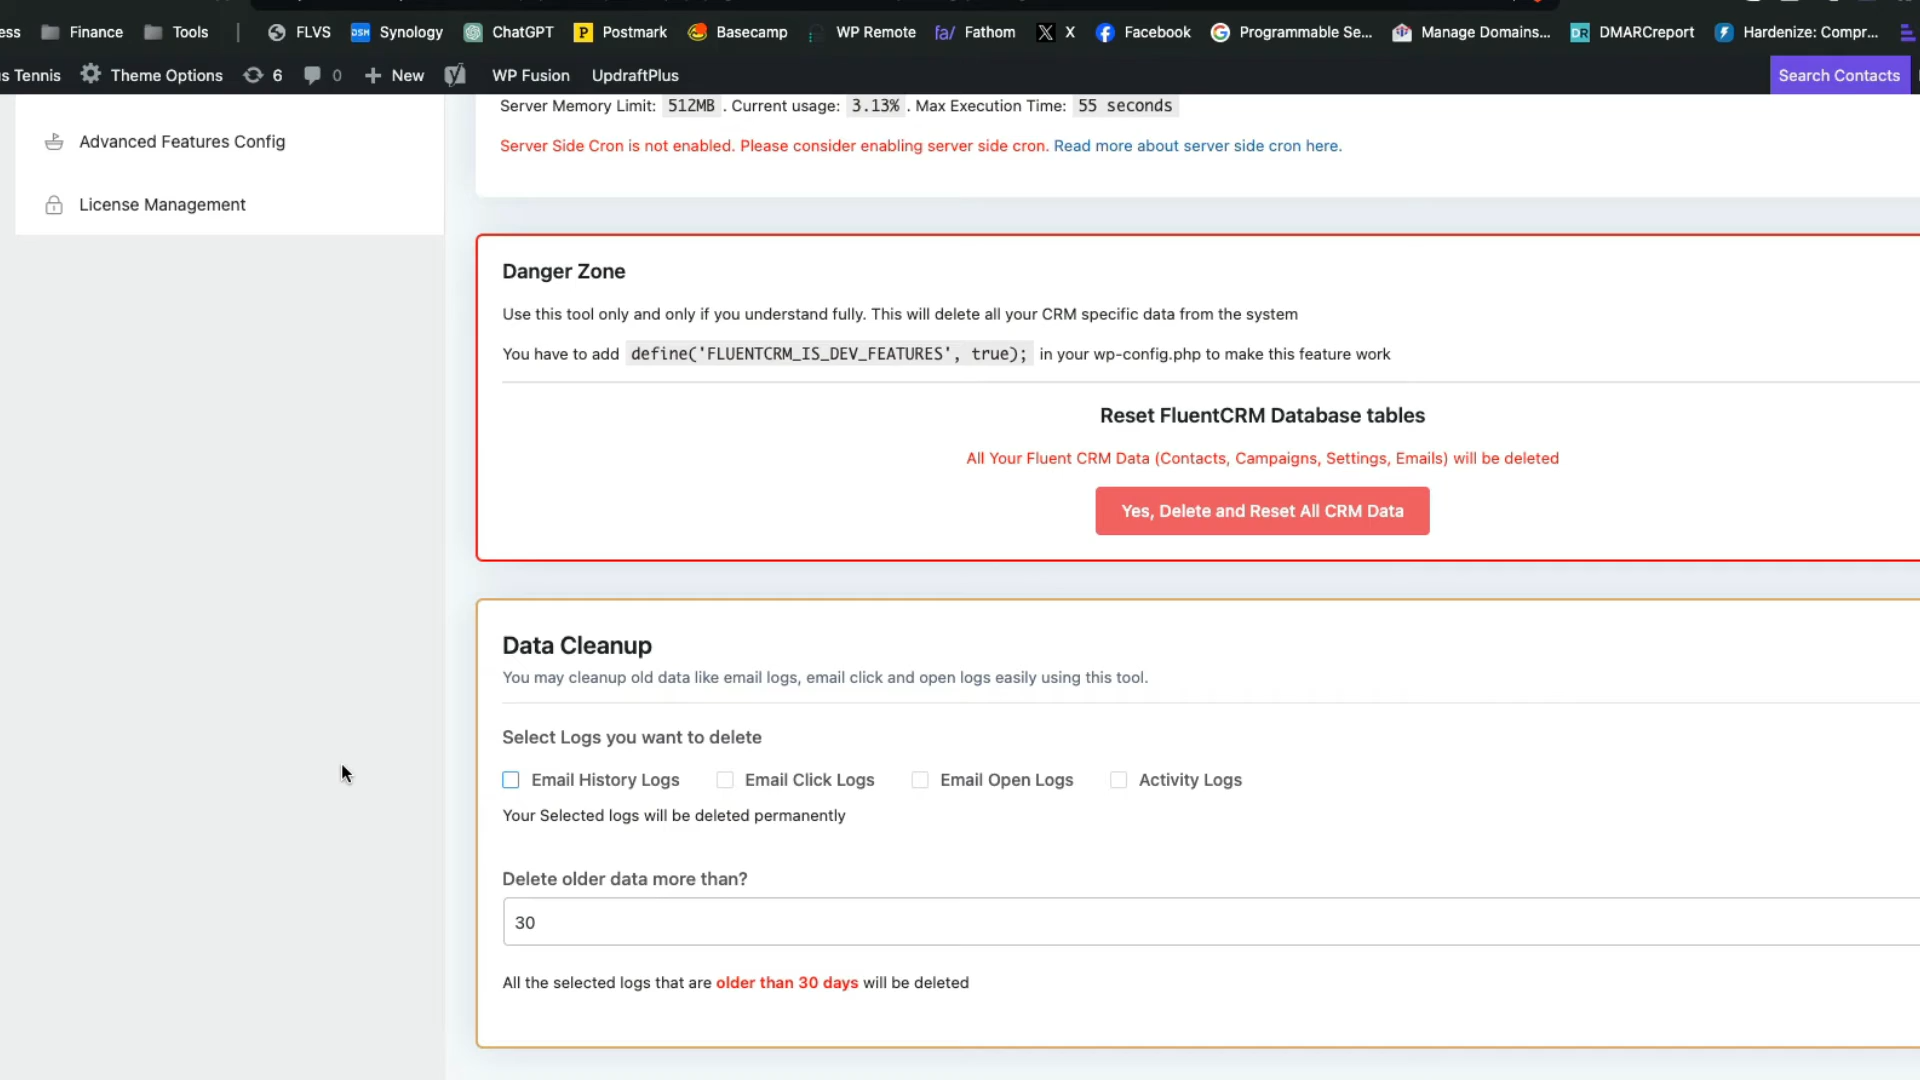 ess Finance Tools FLVS Synology ChatGPT Postmark Basecamp WP Remote Fathom X Facebook Programmable Se... Manage Domains... DMARCreport Hardenize: Compr...
s Tennis Theme Options 6 0 New WP Fusion UpdraftPlus Search Contacts
Server Memory Limit: 512MB . Current usage: 3.13% . Max Execution Time: 55 seconds
Advanced Features Config
Server Side Cron is not enabled. Please consider enabling server side cron. Read more about server side cron here.
License Management
Danger Zone
Use this tool only and only if you understand fully. This will delete all your CRM specific data from the system
You have to add define('FLUENTCRM_IS_DEV_FEATURES', true); in your wp-config.php to make this feature work
Reset FluentCRM Database tables
All Your Fluent CRM Data (Contacts, Campaigns, Settings, Emails) will be deleted
Yes, Delete and Reset All CRM Data
Data Cleanup
You may cleanup old data like email logs, email click and open logs easily using this tool.
Select Logs you want to delete
Email History Logs Email Click Logs Email Open Logs Activity Logs
Your Selected logs will be deleted permanently
Delete older data more than?
30
All the selected logs that are older than 30 days will be deleted